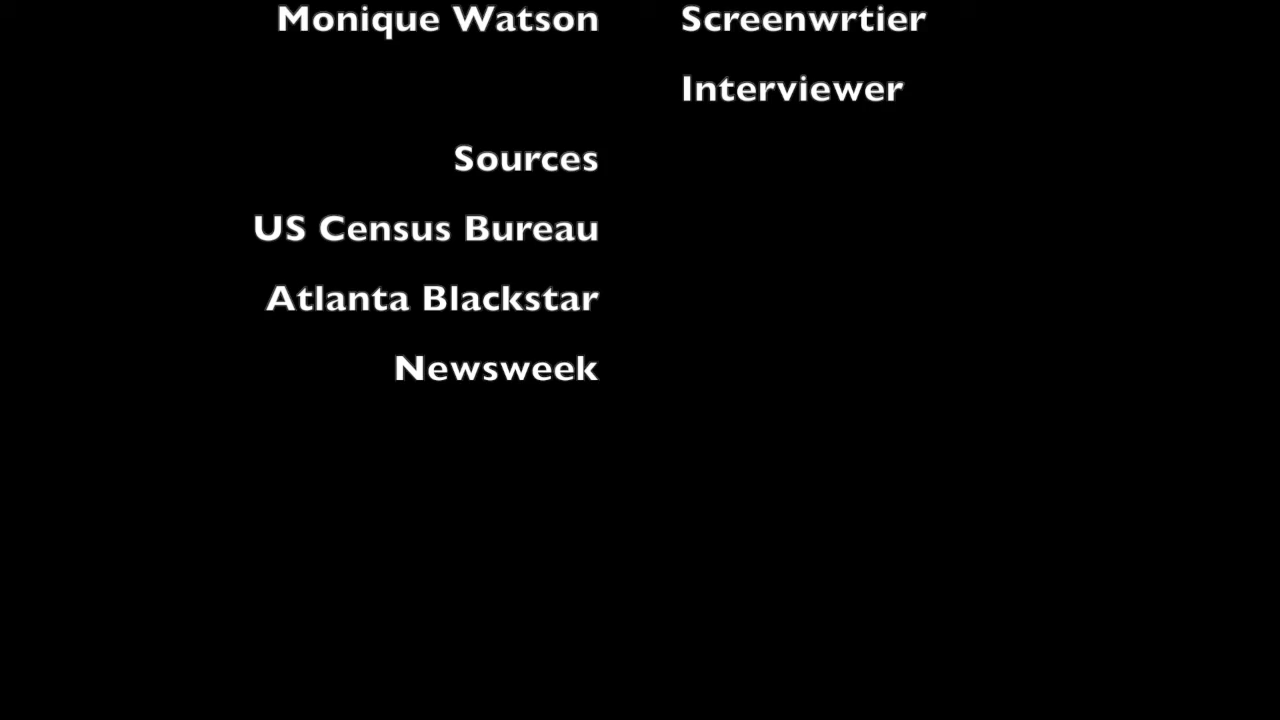 Monique Watson Screenwrtier
Interviewer
Sources
US Census Bureau
Atlanta Blackstar
Newsweek